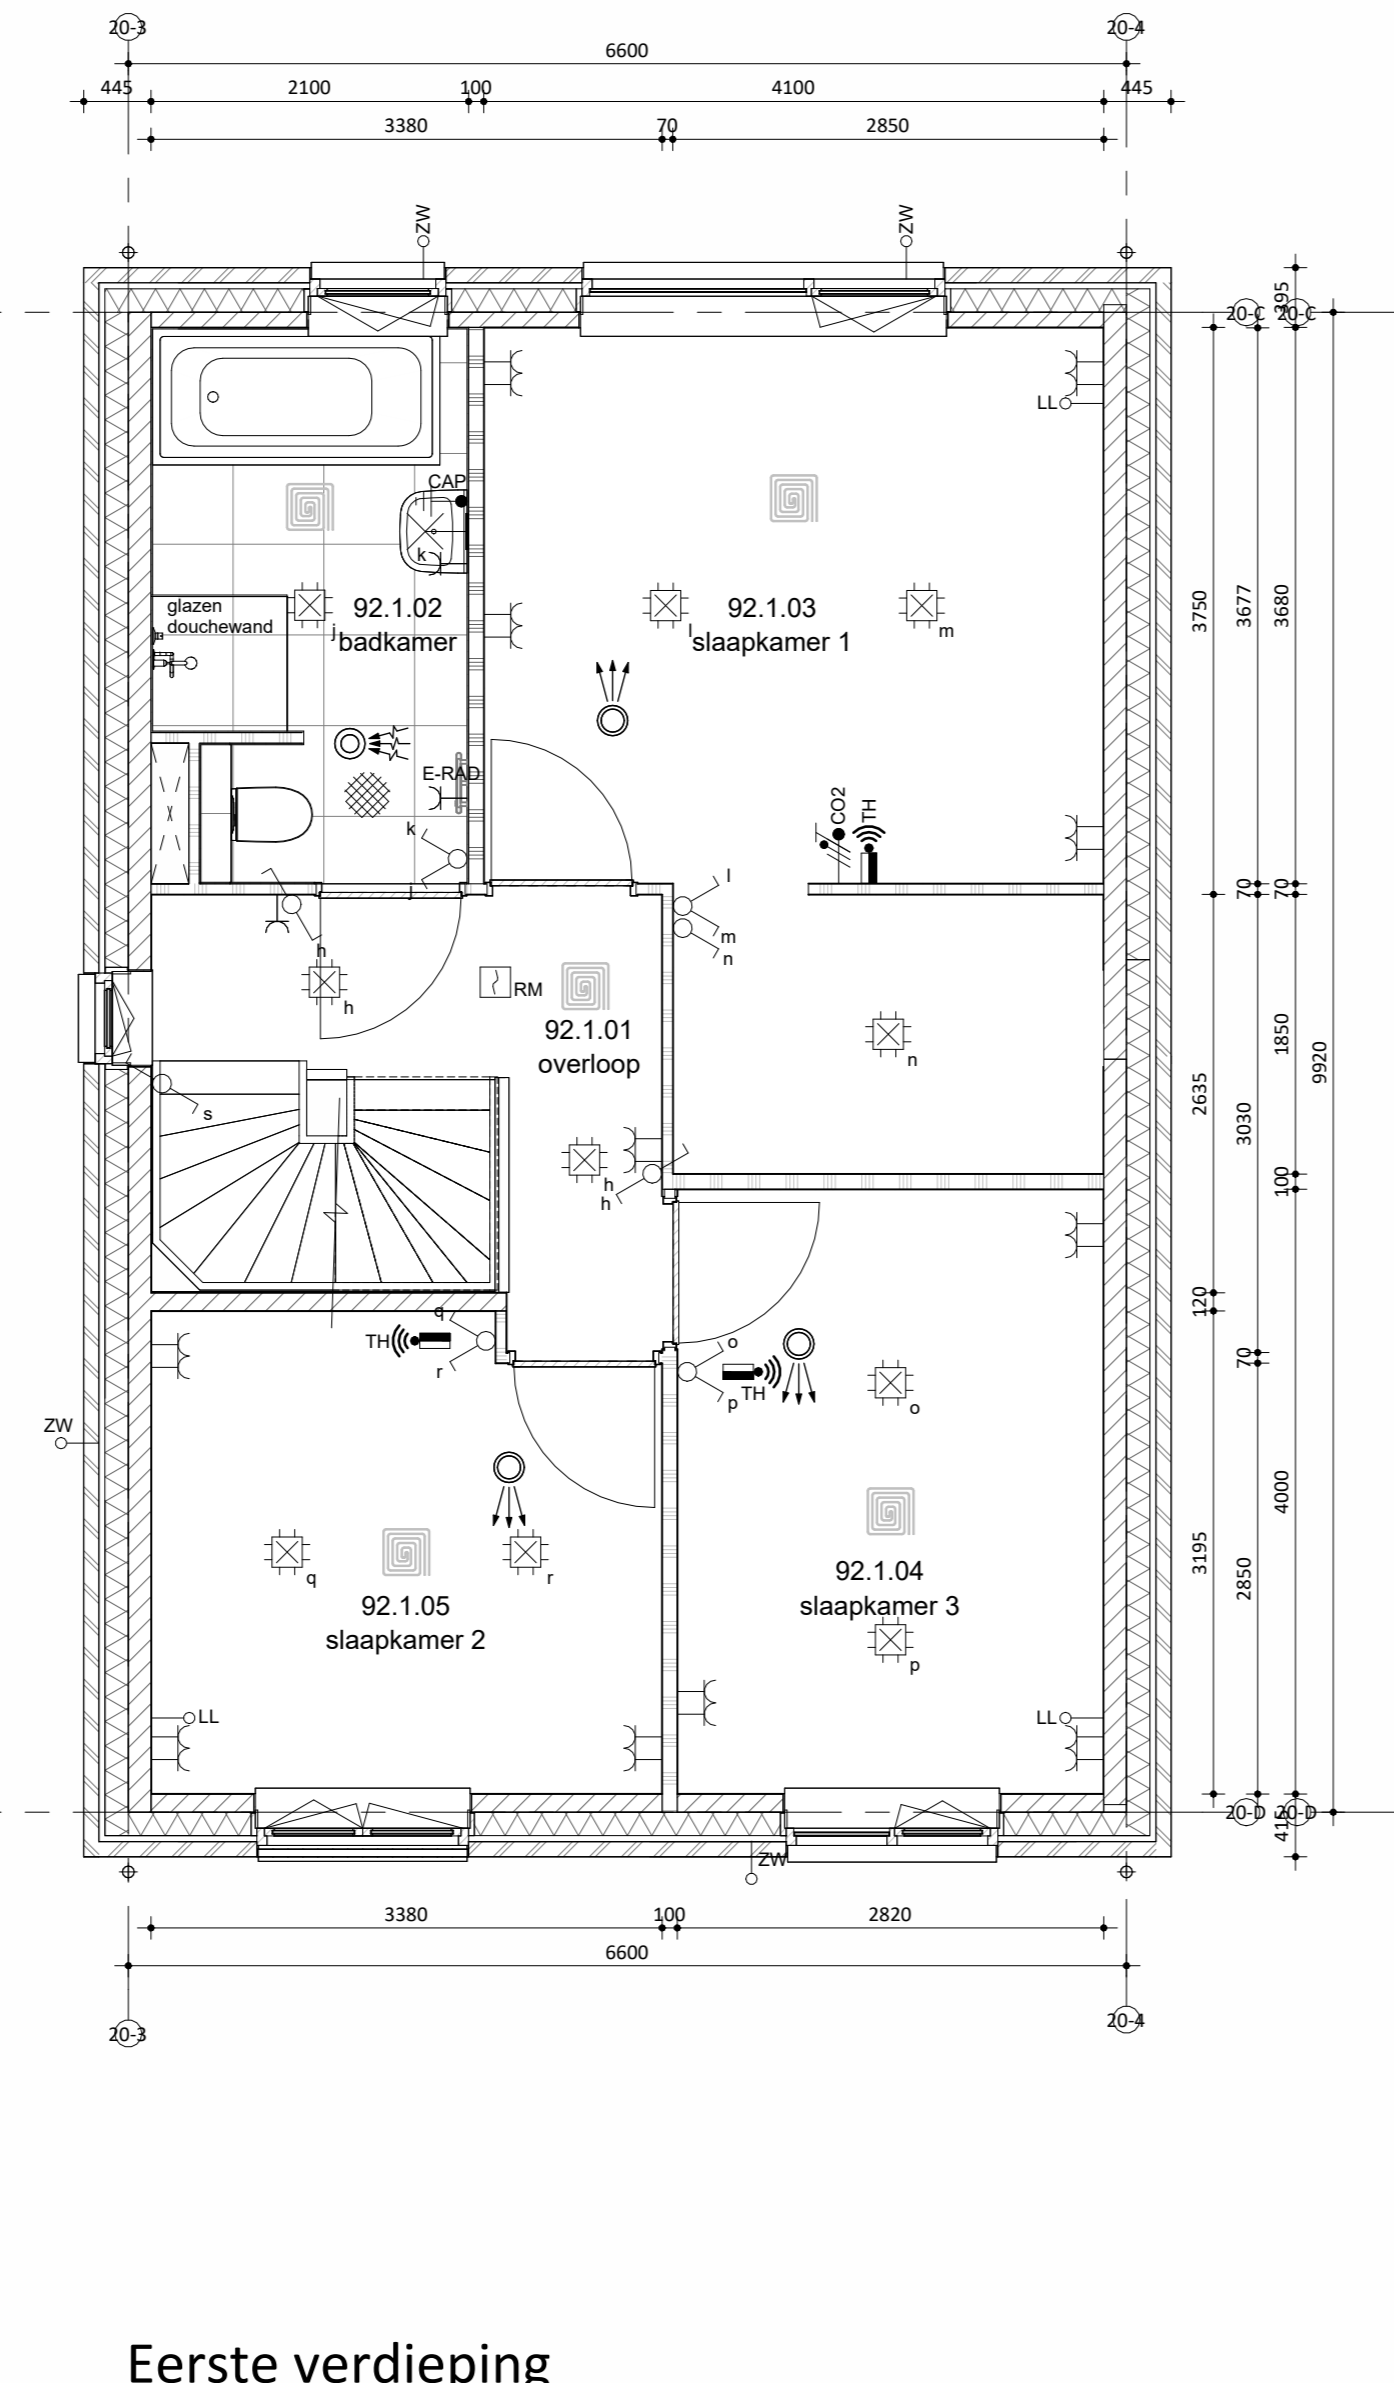 20-3 20-4
6600
445 2100 100 4100 445
3380 70 2850
ZW ZW
395
20-C 20-C
LL
CAP
k
glazen
douchewand
j
92.1.02
badkamer
l
92.1.03
slaapkamer 1
m
3750 3677 3680
E-RAD
k
j
CO2 TH
l
m
n
70 70
h
h
RM
92.1.01
overloop
n
s
h
h
2635 3030 1850 9920
100
q
TH
r
o
TH
p
o
120
70
ZW
q
92.1.05
slaapkamer 2
r
92.1.04
slaapkamer 3
p
3195 2850 4000
LL
LL
20-D 20-D
415
ZW
3380 100 2820
6600
20-3 20-4
Eerste verdieping